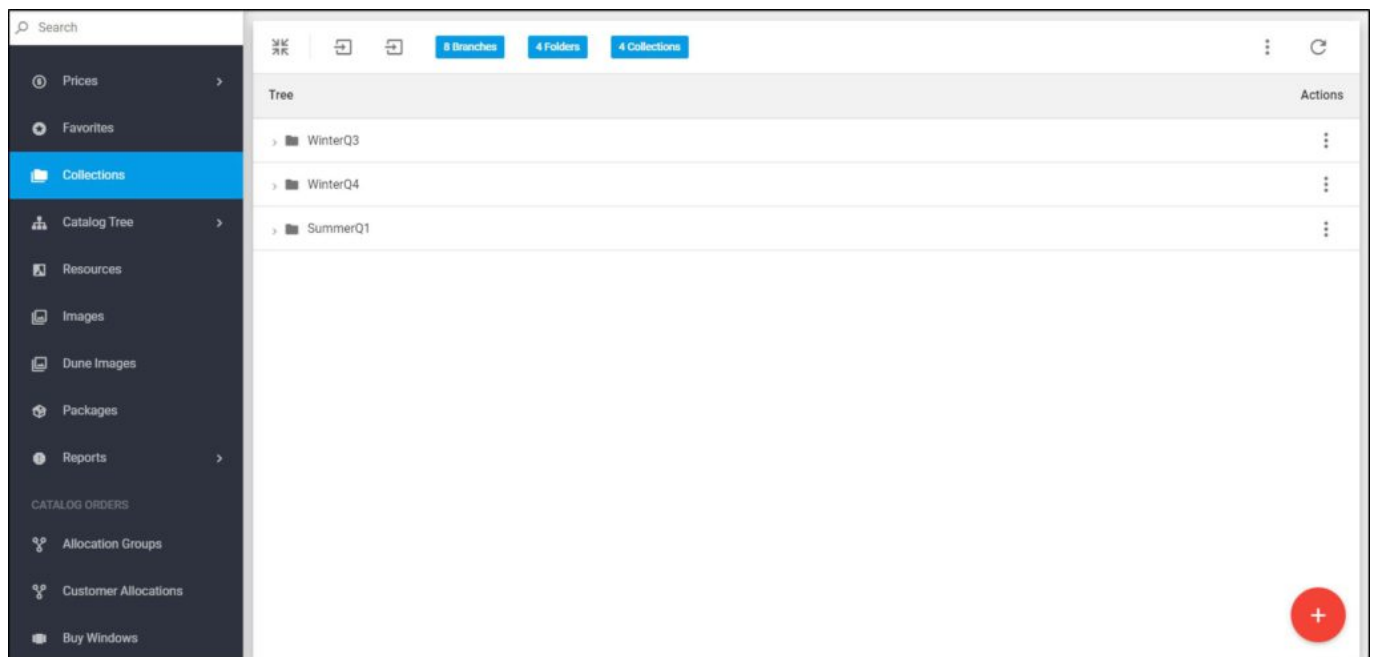 Search
Prices
Favorites
Collections
Catalog Tree
Resources
Images
Dune Images
Packages
Reports
CATALOG ORDERS
Allocation Groups
Customer Allocations
Buy Windows
8 Branches 4 Folders 4 Collections
Tree Actions
WinterQ3
WinterQ4
SummerQ1